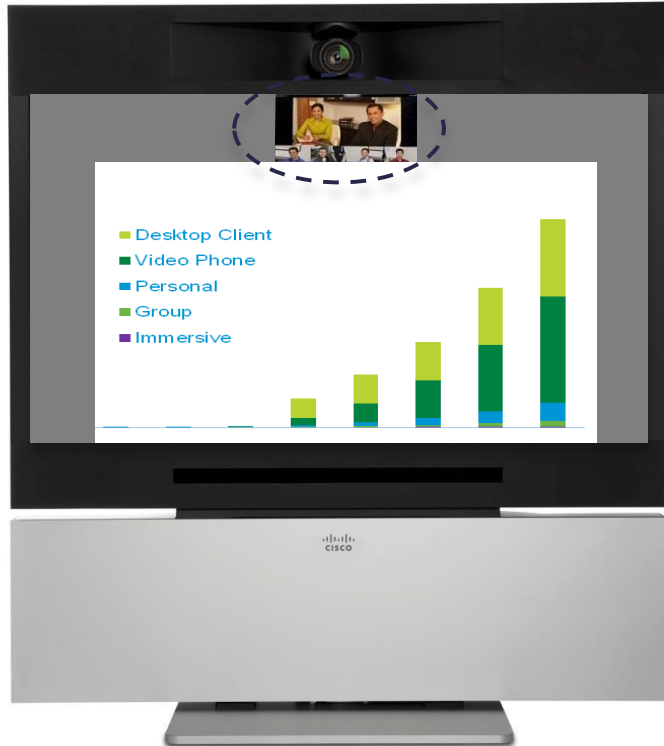 Desktop Client
Video Phone
Personal
Group
Immersive
CISCO